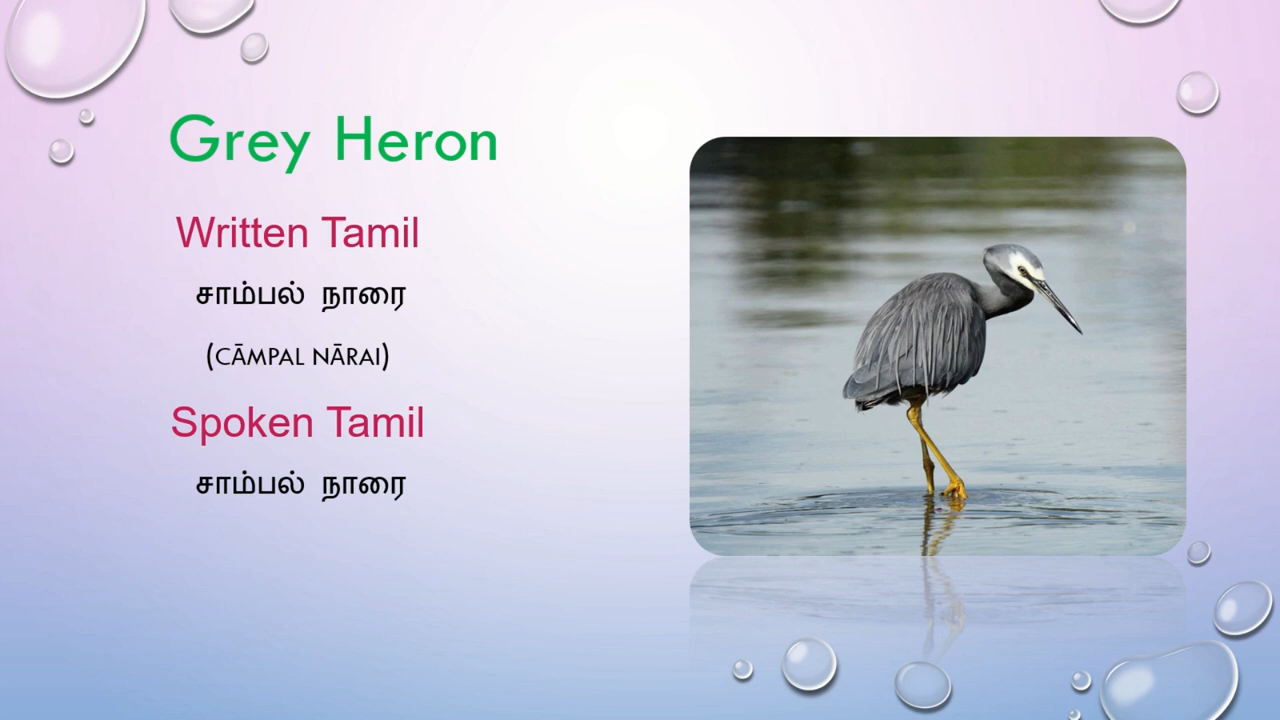 Grey Heron
Written Tamil
சாம்பல் நாரை
(CĀMPAL NĀRAI)
Spoken Tamil
சாம்பல் நாரை